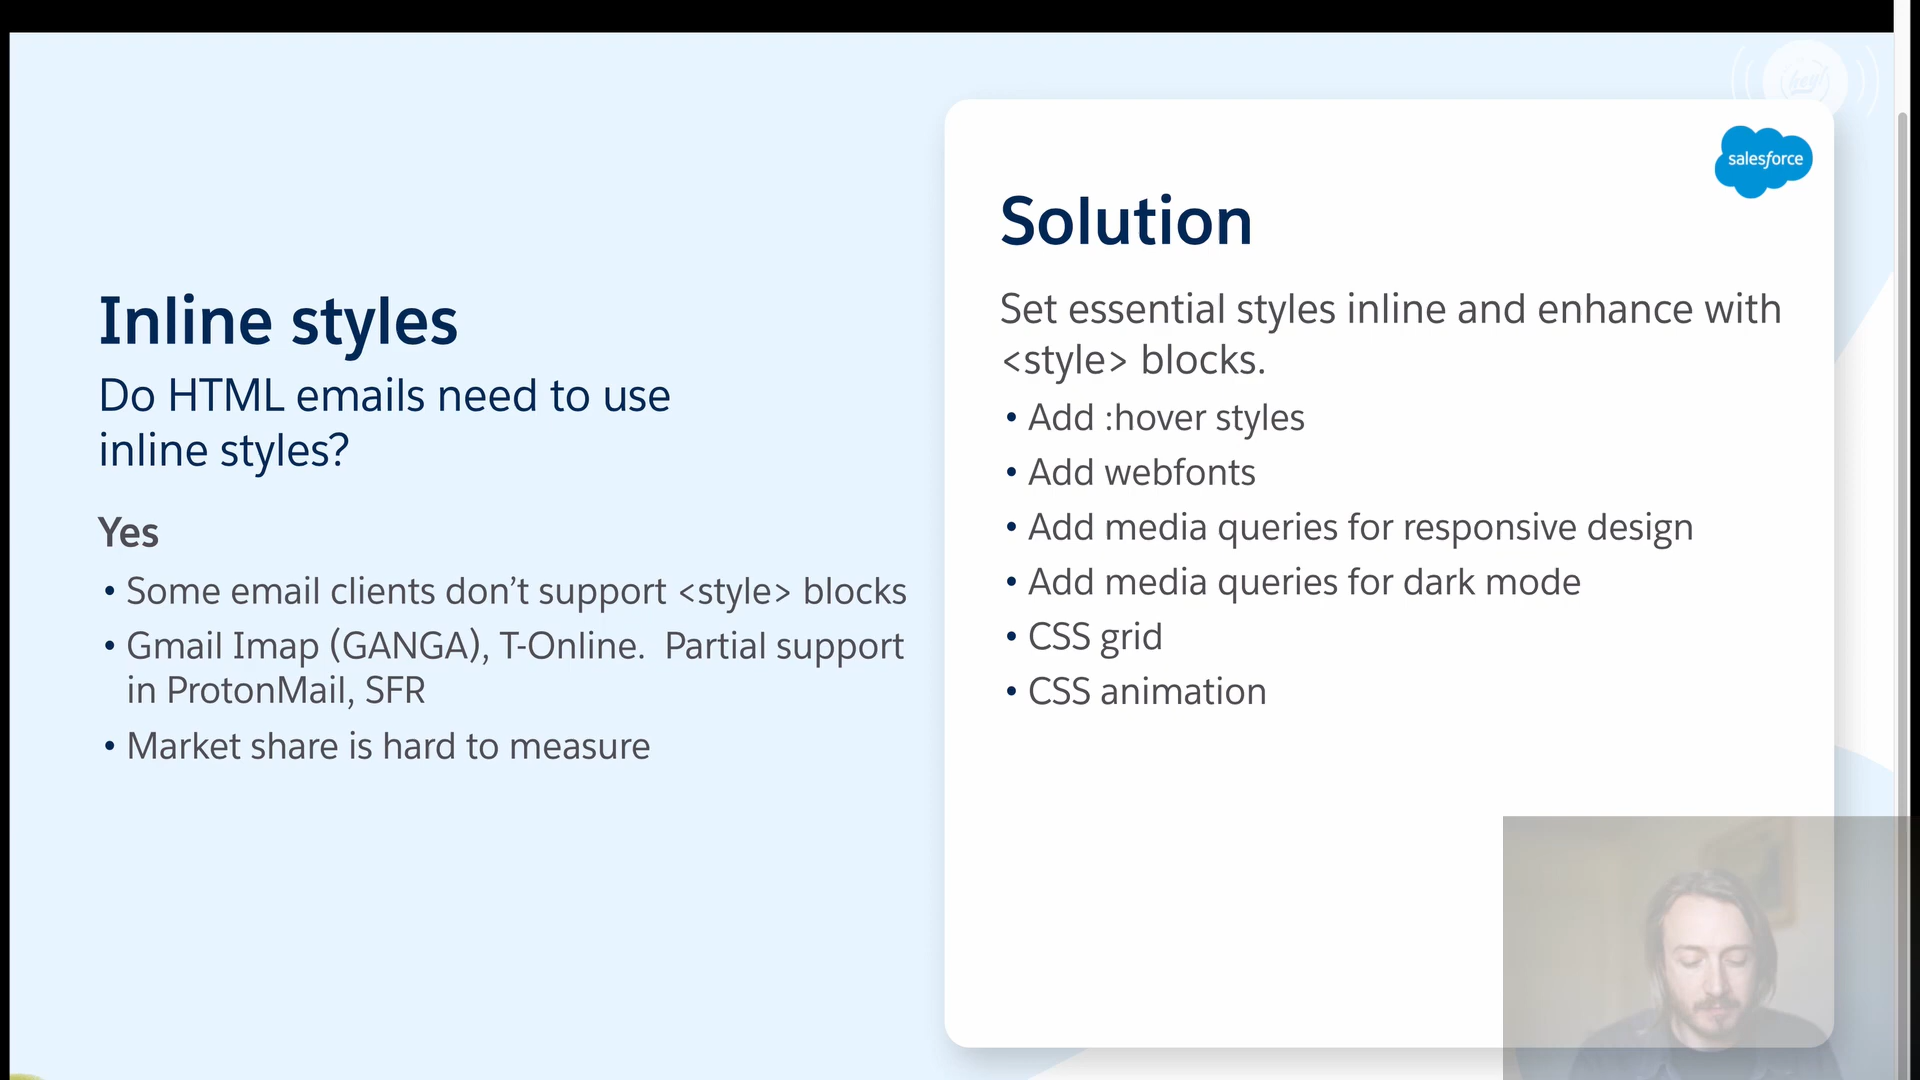 Inline styles
Do HTML emails need to use
inline styles?
Yes
• Some email clients don’t support <style> blocks
• Gmail Imap (GANGA), T-Online.  Partial support
in ProtonMail, SFR
• Market share is hard to measure
hey!
salesforce
Solution
Set essential styles inline and enhance with
<style> blocks.
• Add :hover styles
• Add webfonts
• Add media queries for responsive design
• Add media queries for dark mode
• CSS grid
• CSS animation